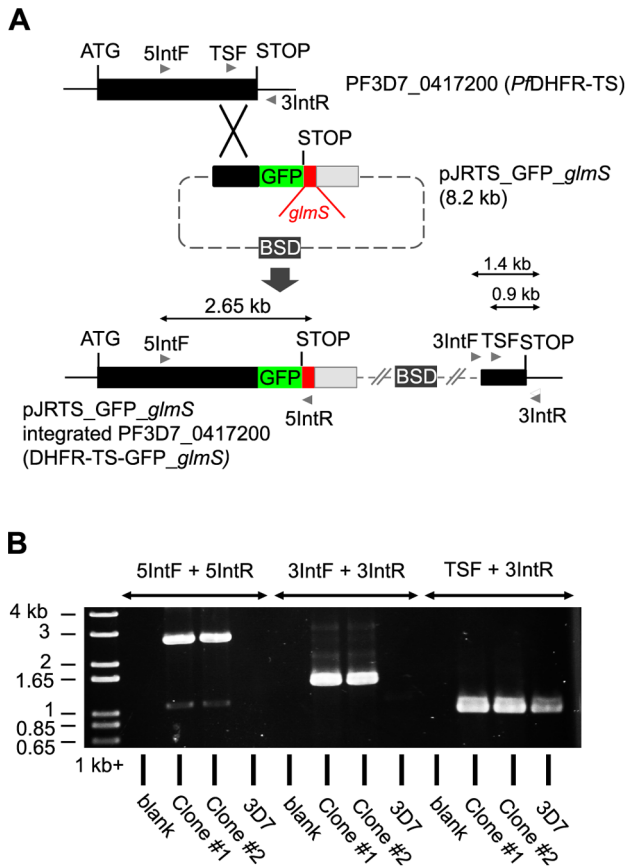 A
ATG 5IntF TSF STOP
3IntR
PF3D7_0417200 (PfDHFR-TS)
STOP
GFP
glmS
pJRTS_GFP_glmS
(8.2 kb)
BSD
1.4 kb
0.9 kb
2.65 kb
ATG 5IntF STOP 3IntF TSF STOP
GFP BSD
5IntR 3IntR
pJRTS_GFP_glmS
integrated PF3D7_0417200
(DHFR-TS-GFP_glmS)
B
5IntF + 5IntR 3IntF + 3IntR TSF + 3IntR
4 kb
3
2
1.65
1
0.85
0.65
1 kb+
blank Clone #1 Clone #2 3D7 blank Clone #1 Clone #2 3D7 blank Clone #1 Clone #2 3D7